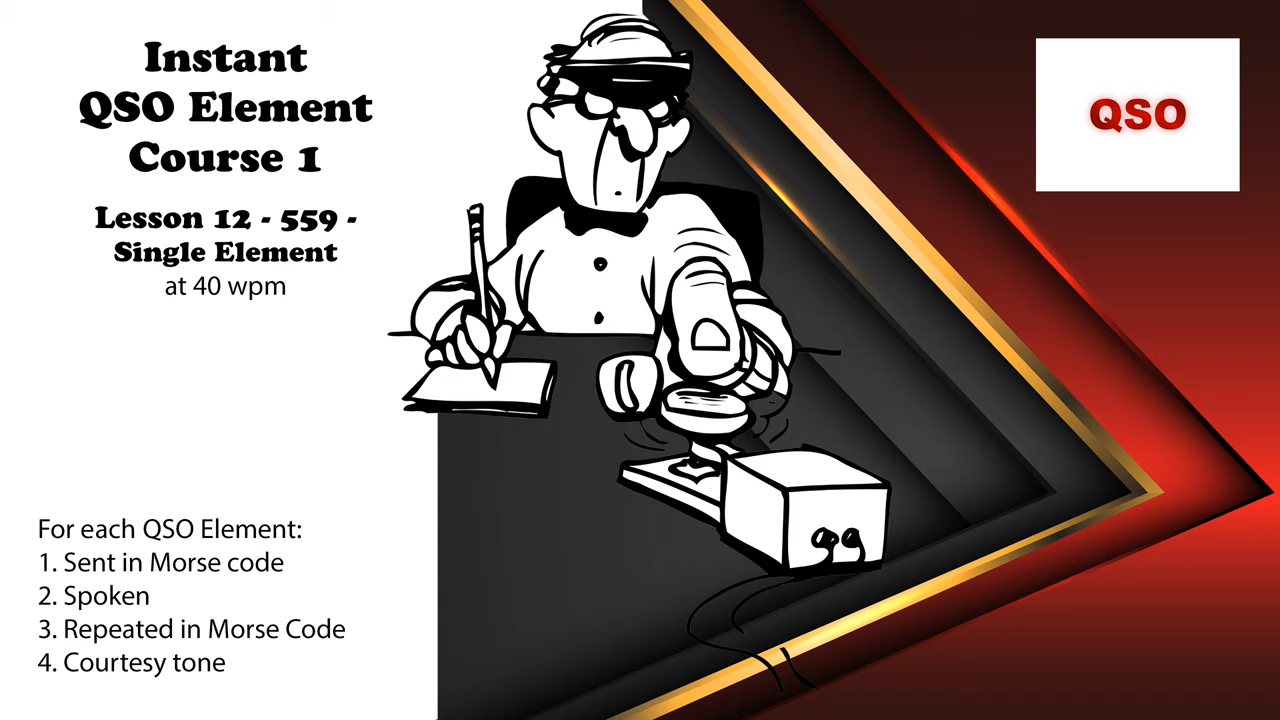 Instant
QSO Element
Course 1
Lesson 12 - 559 -
Single Element
at 40 wpm
QSO
For each QSO Element:
1. Sent in Morse code
2. Spoken
3. Repeated in Morse Code
4. Courtesy tone